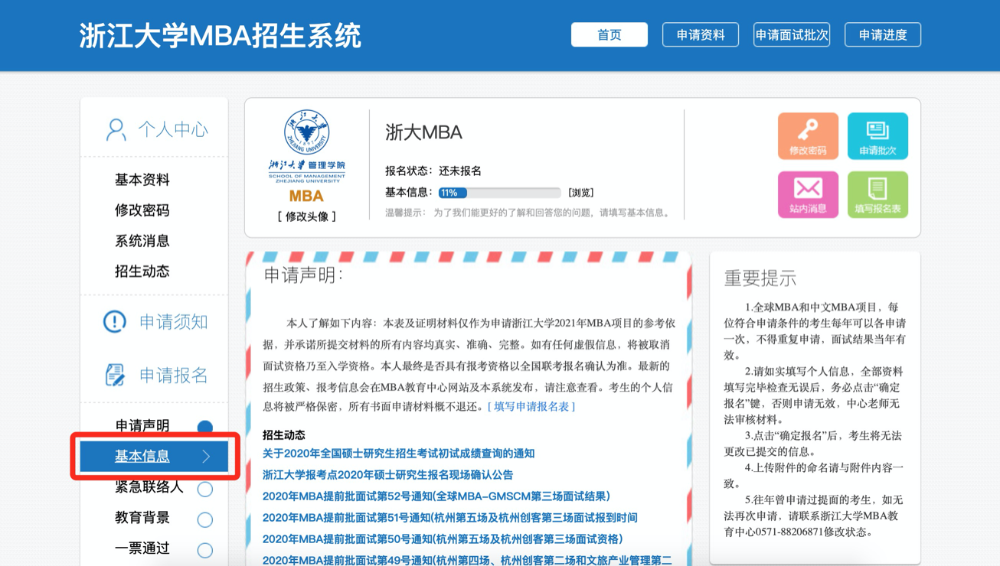 浙江大学MBA招生系统
首页
申请资料
申请面试批次
申请进度
个人中心
基本资料
修改密码
系统消息
招生动态
申请须知
申请报名
申请声明
基本信息
紧急联络人
教育背景
一票通过
浙江大学
ZHEJIANG UNIVERSITY
1897
浙江大学 管理学院
SCHOOL OF MANAGEMENT
ZHEJIANG UNIVERSITY
MBA
[ 修改头像 ]
浙大MBA
报名状态：还未报名
基本信息： 11% [浏览]
温馨提示： 为了我们能更好的了解和回答您的问题，请填写基本信息。
修改密码
申请批次
站内消息
填写报名表
申请声明：
本人了解如下内容：本表及证明材料仅作为申请浙江大学2021年MBA项目的参考依
据，并承诺所提交材料的所有内容均真实、准确、完整。如有任何虚假信息，将被取消
面试资格乃至入学资格。本人最终是否具有报考资格以全国联考报名确认为准。最新的
招生政策、报考信息会在MBA教育中心网站及本系统发布，请注意查看。考生的个人信
息将被严格保密，所有书面申请材料概不退还。[ 填写申请报名表 ]
招生动态
关于2020年全国硕士研究生招生考试初试成绩查询的通知
浙江大学报考点2020年硕士研究生报名现场确认公告
2020年MBA提前批面试第52号通知(全球MBA-GMSCM第三场面试结果)
2020年MBA提前批面试第51号通知(杭州第五场及杭州创客第三场面试报到时间
2020年MBA提前批面试第50号通知(杭州第五场及杭州创客第三场面试资格)
2020年MBA提前批面试第49号通知(杭州第四场、杭州创客第二场和文旅产业管理第二
重要提示
1.全球MBA和中文MBA项目，每
位符合申请条件的考生每年可以各申请
一次，不得重复申请，面试结果当年有
效。
2.请如实填写个人信息，全部资料
填写完毕检查无误后，务必点击“确定
报名”键，否则申请无效，中心老师无
法审核材料。
3.点击“确定报名”后，考生将无法
更改已提交的信息。
4.上传附件的命名请与附件内容一
致。
5.往年曾申请过提面的考生，如无
法再次申请，请联系浙江大学MBA教
育中心0571-88206871修改状态。